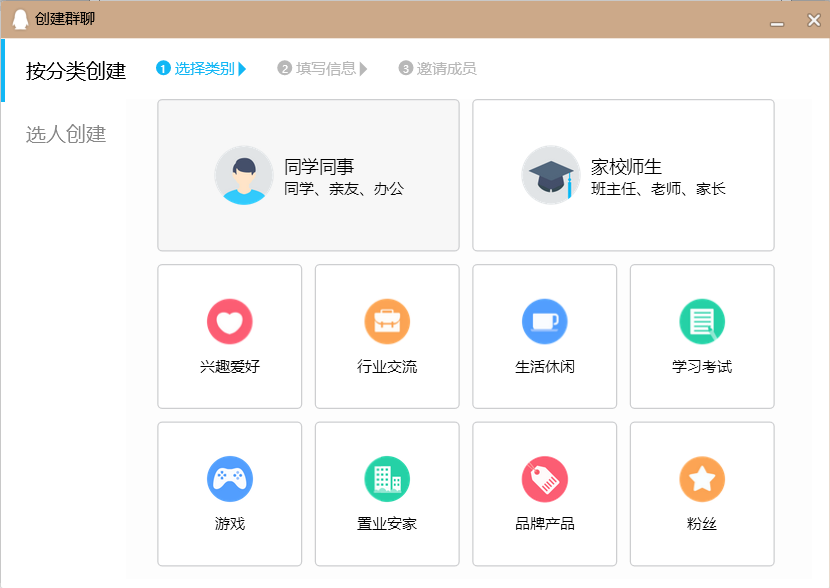 创建群聊
按分类创建
1 选择类别
2 填写信息
3 邀请成员
选人创建
同学同事
同学、亲友、办公
家校师生
班主任、老师、家长
兴趣爱好
行业交流
生活休闲
学习考试
游戏
置业安家
品牌产品
粉丝